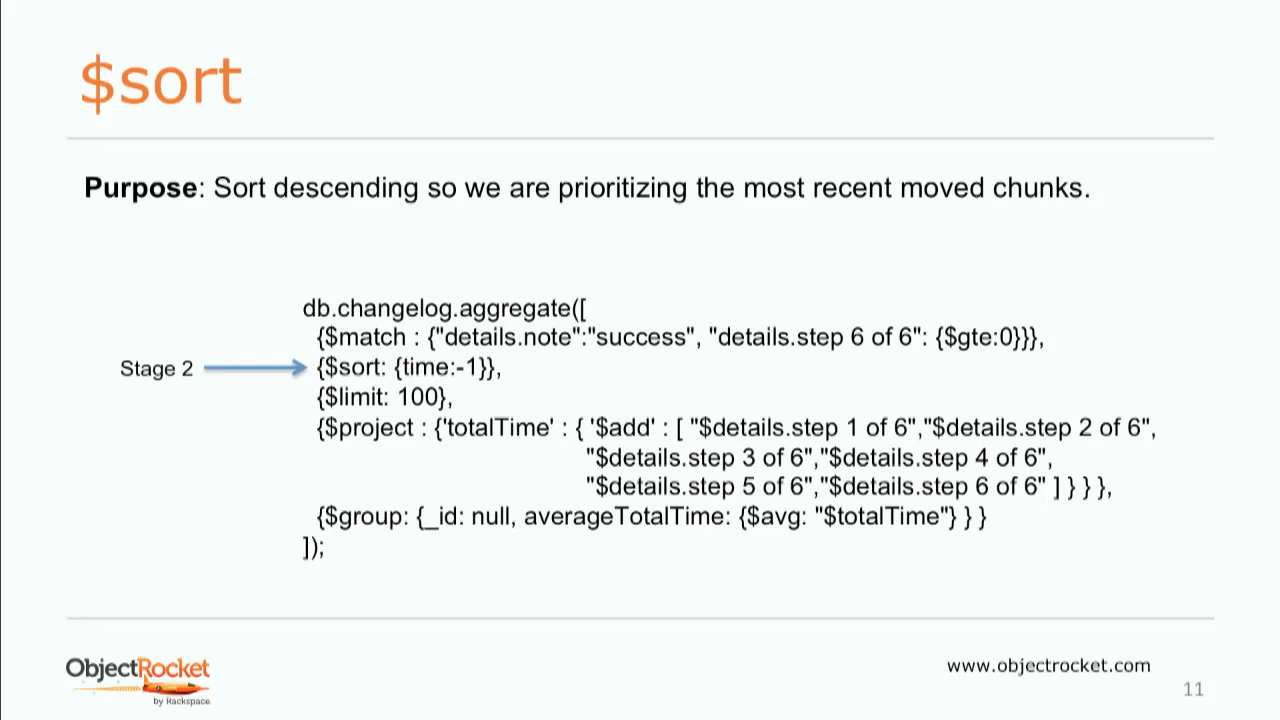 $sort
Purpose: Sort descending so we are prioritizing the most recent moved chunks.
db.changelog.aggregate([
{$match : {"details.note":"success", "details.step 6 of 6": {$gte:0}}},
Stage 2
{$sort: {time:-1}},
{$limit: 100},
{$project : {'totalTime' : { '$add' : [ "$details.step 1 of 6","$details.step 2 of 6",
"$details.step 3 of 6","$details.step 4 of 6",
"$details.step 5 of 6","$details.step 6 of 6" ] } } },
{$group: {_id: null, averageTotalTime: {$avg: "$totalTime"} } }
]);
ObjectRocket
by Rackspace
www.objectrocket.com
11